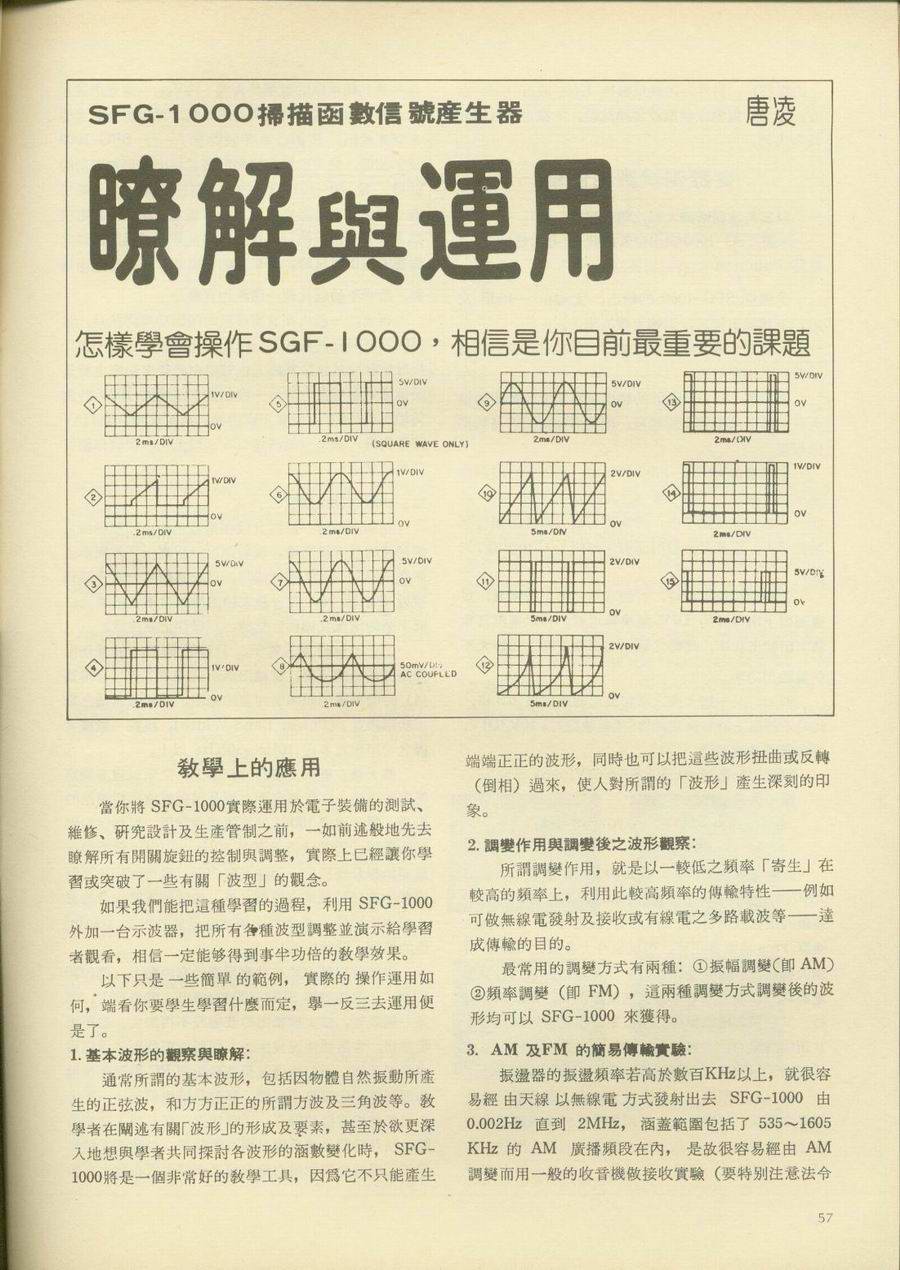 SFG-1000掃描函數信號產生器
唐凌
瞭解與運用
怎樣學會操作SGF-1000，相信是你目前最重要的課題
1
1V/DIV
0V
.2ms/DIV
5
5V/DIV
0V
.2ms/DIV
(SQUARE WAVE ONLY)
9
5V/DIV
0V
2ms/DIV
13
5V/DIV
0V
2ms/DIV
2
1V/DIV
0V
.2ms/DIV
6
1V/DIV
0V
.2ms/DIV
10
2V/DIV
0V
5ms/DIV
14
1V/DIV
0V
2ms/DIV
3
5V/DIV
0V
.2ms/DIV
7
5V/DIV
0V
.2ms/DIV
11
2V/DIV
0V
5ms/DIV
15
5V/DIV
0V
2ms/DIV
4
1V/DIV
0V
.2ms/DIV
8
50mV/DIV
AC COUPLED
2ms/DIV
12
2V/DIV
0V
5ms/DIV
教學上的應用
當你將 SFG-1000實際運用於電子裝備的測試、
維修、研究設計及生產管制之前，一如前述般地先去
瞭解所有開關旋鈕的控制與調整，實際上已經讓你學
習或突破了一些有關「波型」的觀念。
如果我們能把這種學習的過程，利用 SFG-1000
外加一台示波器，把所有各種波型調整並演示給學習
者觀看，相信一定能够得到事半功倍的教學效果。
以下只是一些簡單的範例，實際的操作運用如
何，端看你要學生學習什麼而定，舉一反三去運用便
是了。
1. 基本波形的觀察與瞭解：
通常所謂的基本波形，包括因物體自然振動所產
生的正弦波，和方方正正的所謂方波及三角波等。教
學者在闡述有關「波形」的形成及要素，甚至於欲更深
入地想與學者共同探討各波形的涵數變化時， SFG-
1000將是一個非常好的教學工具，因爲它不只能產生
端端正正的波形，同時也可以把這些波形扭曲或反轉
（倒相）過來，使人對所謂的「波形」產生深刻的印
象。
2. 調變作用與調變後之波形觀察：
所謂調變作用，就是以一較低之頻率「寄生」在
較高的頻率上，利用此較高頻率的傳輸特性——例如
可做無線電發射及接收或有線電之多路載波等——達
成傳輸的目的。
最常用的調變方式有兩種：①振幅調變(即 AM)
②頻率調變（即 FM），這兩種調變方式調變後的波
形均可以 SFG-1000 來獲得。
3. AM 及FM 的簡易傳輸實驗：
振盪器的振盪頻率若高於數百KHz以上，就很容
易經由天線以無線電方式發射出去 SFG-1000 由
0.002Hz 直到 2MHz，涵蓋範圍包括了 535～1605
KHz 的 AM 廣播頻段在內，是故很容易經由 AM
調變而用一般的收音機做接收實驗（要特別注意法令
57